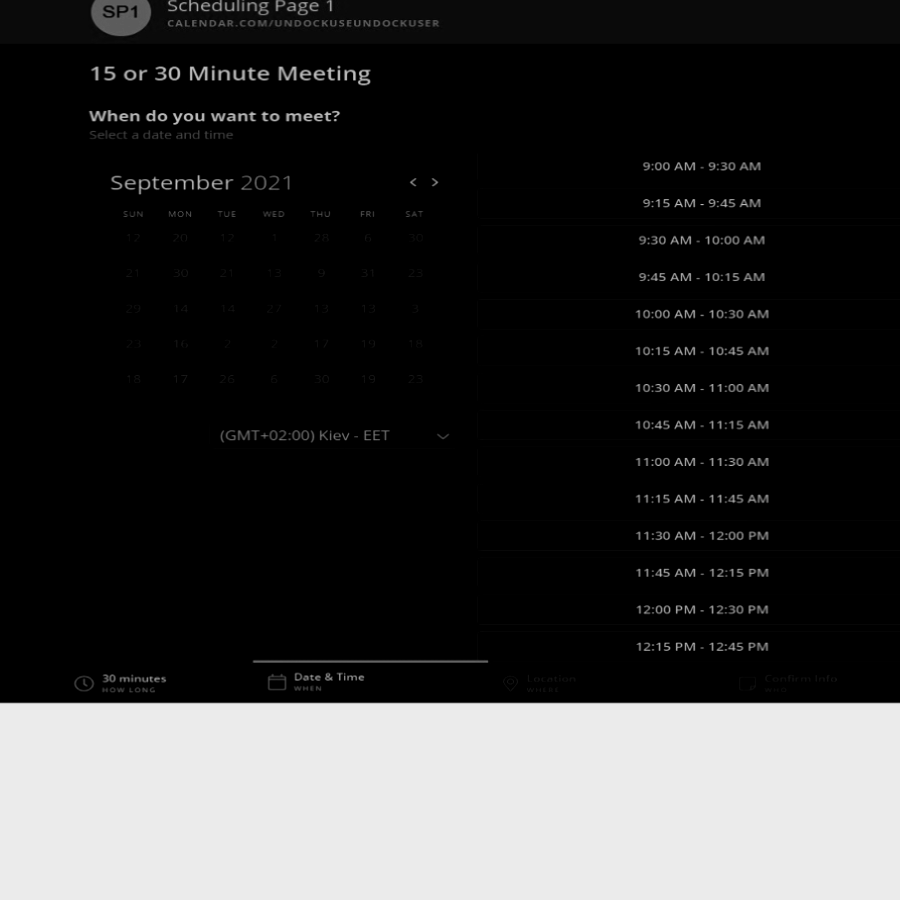 SP1
Scheduling Page 1
CALENDAR.COM/UNDOCKUSEUNDOCKUSER
15 or 30 Minute Meeting
When do you want to meet?
Select a date and time
September 2021 < >
SUN MON TUE WED THU FRI SAT
12 20 12 1 28 6 30
21 30 21 13 9 31 23
29 14 14 27 13 13 3
23 16 2 2 17 19 18
18 17 26 6 30 19 23
(GMT+02:00) Kiev - EET
9:00 AM - 9:30 AM
9:15 AM - 9:45 AM
9:30 AM - 10:00 AM
9:45 AM - 10:15 AM
10:00 AM - 10:30 AM
10:15 AM - 10:45 AM
10:30 AM - 11:00 AM
10:45 AM - 11:15 AM
11:00 AM - 11:30 AM
11:15 AM - 11:45 AM
11:30 AM - 12:00 PM
11:45 AM - 12:15 PM
12:00 PM - 12:30 PM
12:15 PM - 12:45 PM
30 minutes
HOW LONG
Date & Time
WHEN
Location
WHERE
Confirm Info
WHO